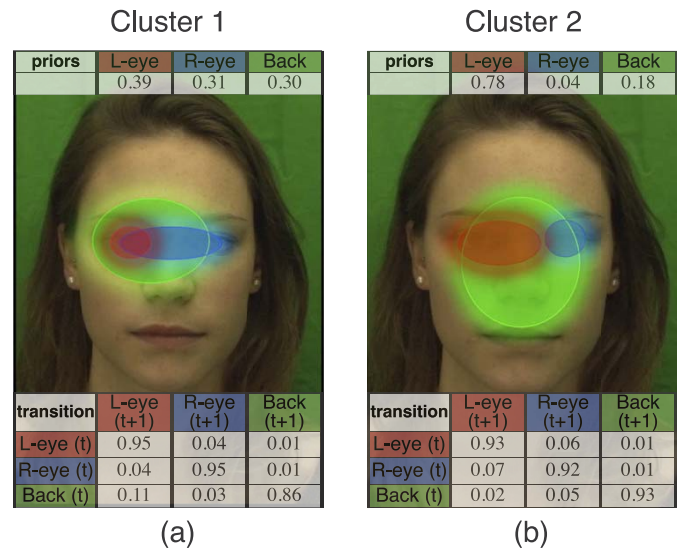 Cluster 1
priors L-eye R-eye Back
0.39 0.31 0.30
transition L-eye (t+1) R-eye (t+1) Back (t+1)
L-eye (t) 0.95 0.04 0.01
R-eye (t) 0.04 0.95 0.01
Back (t) 0.11 0.03 0.86
(a)
Cluster 2
priors L-eye R-eye Back
0.78 0.04 0.18
transition L-eye (t+1) R-eye (t+1) Back (t+1)
L-eye (t) 0.93 0.06 0.01
R-eye (t) 0.07 0.92 0.01
Back (t) 0.02 0.05 0.93
(b)